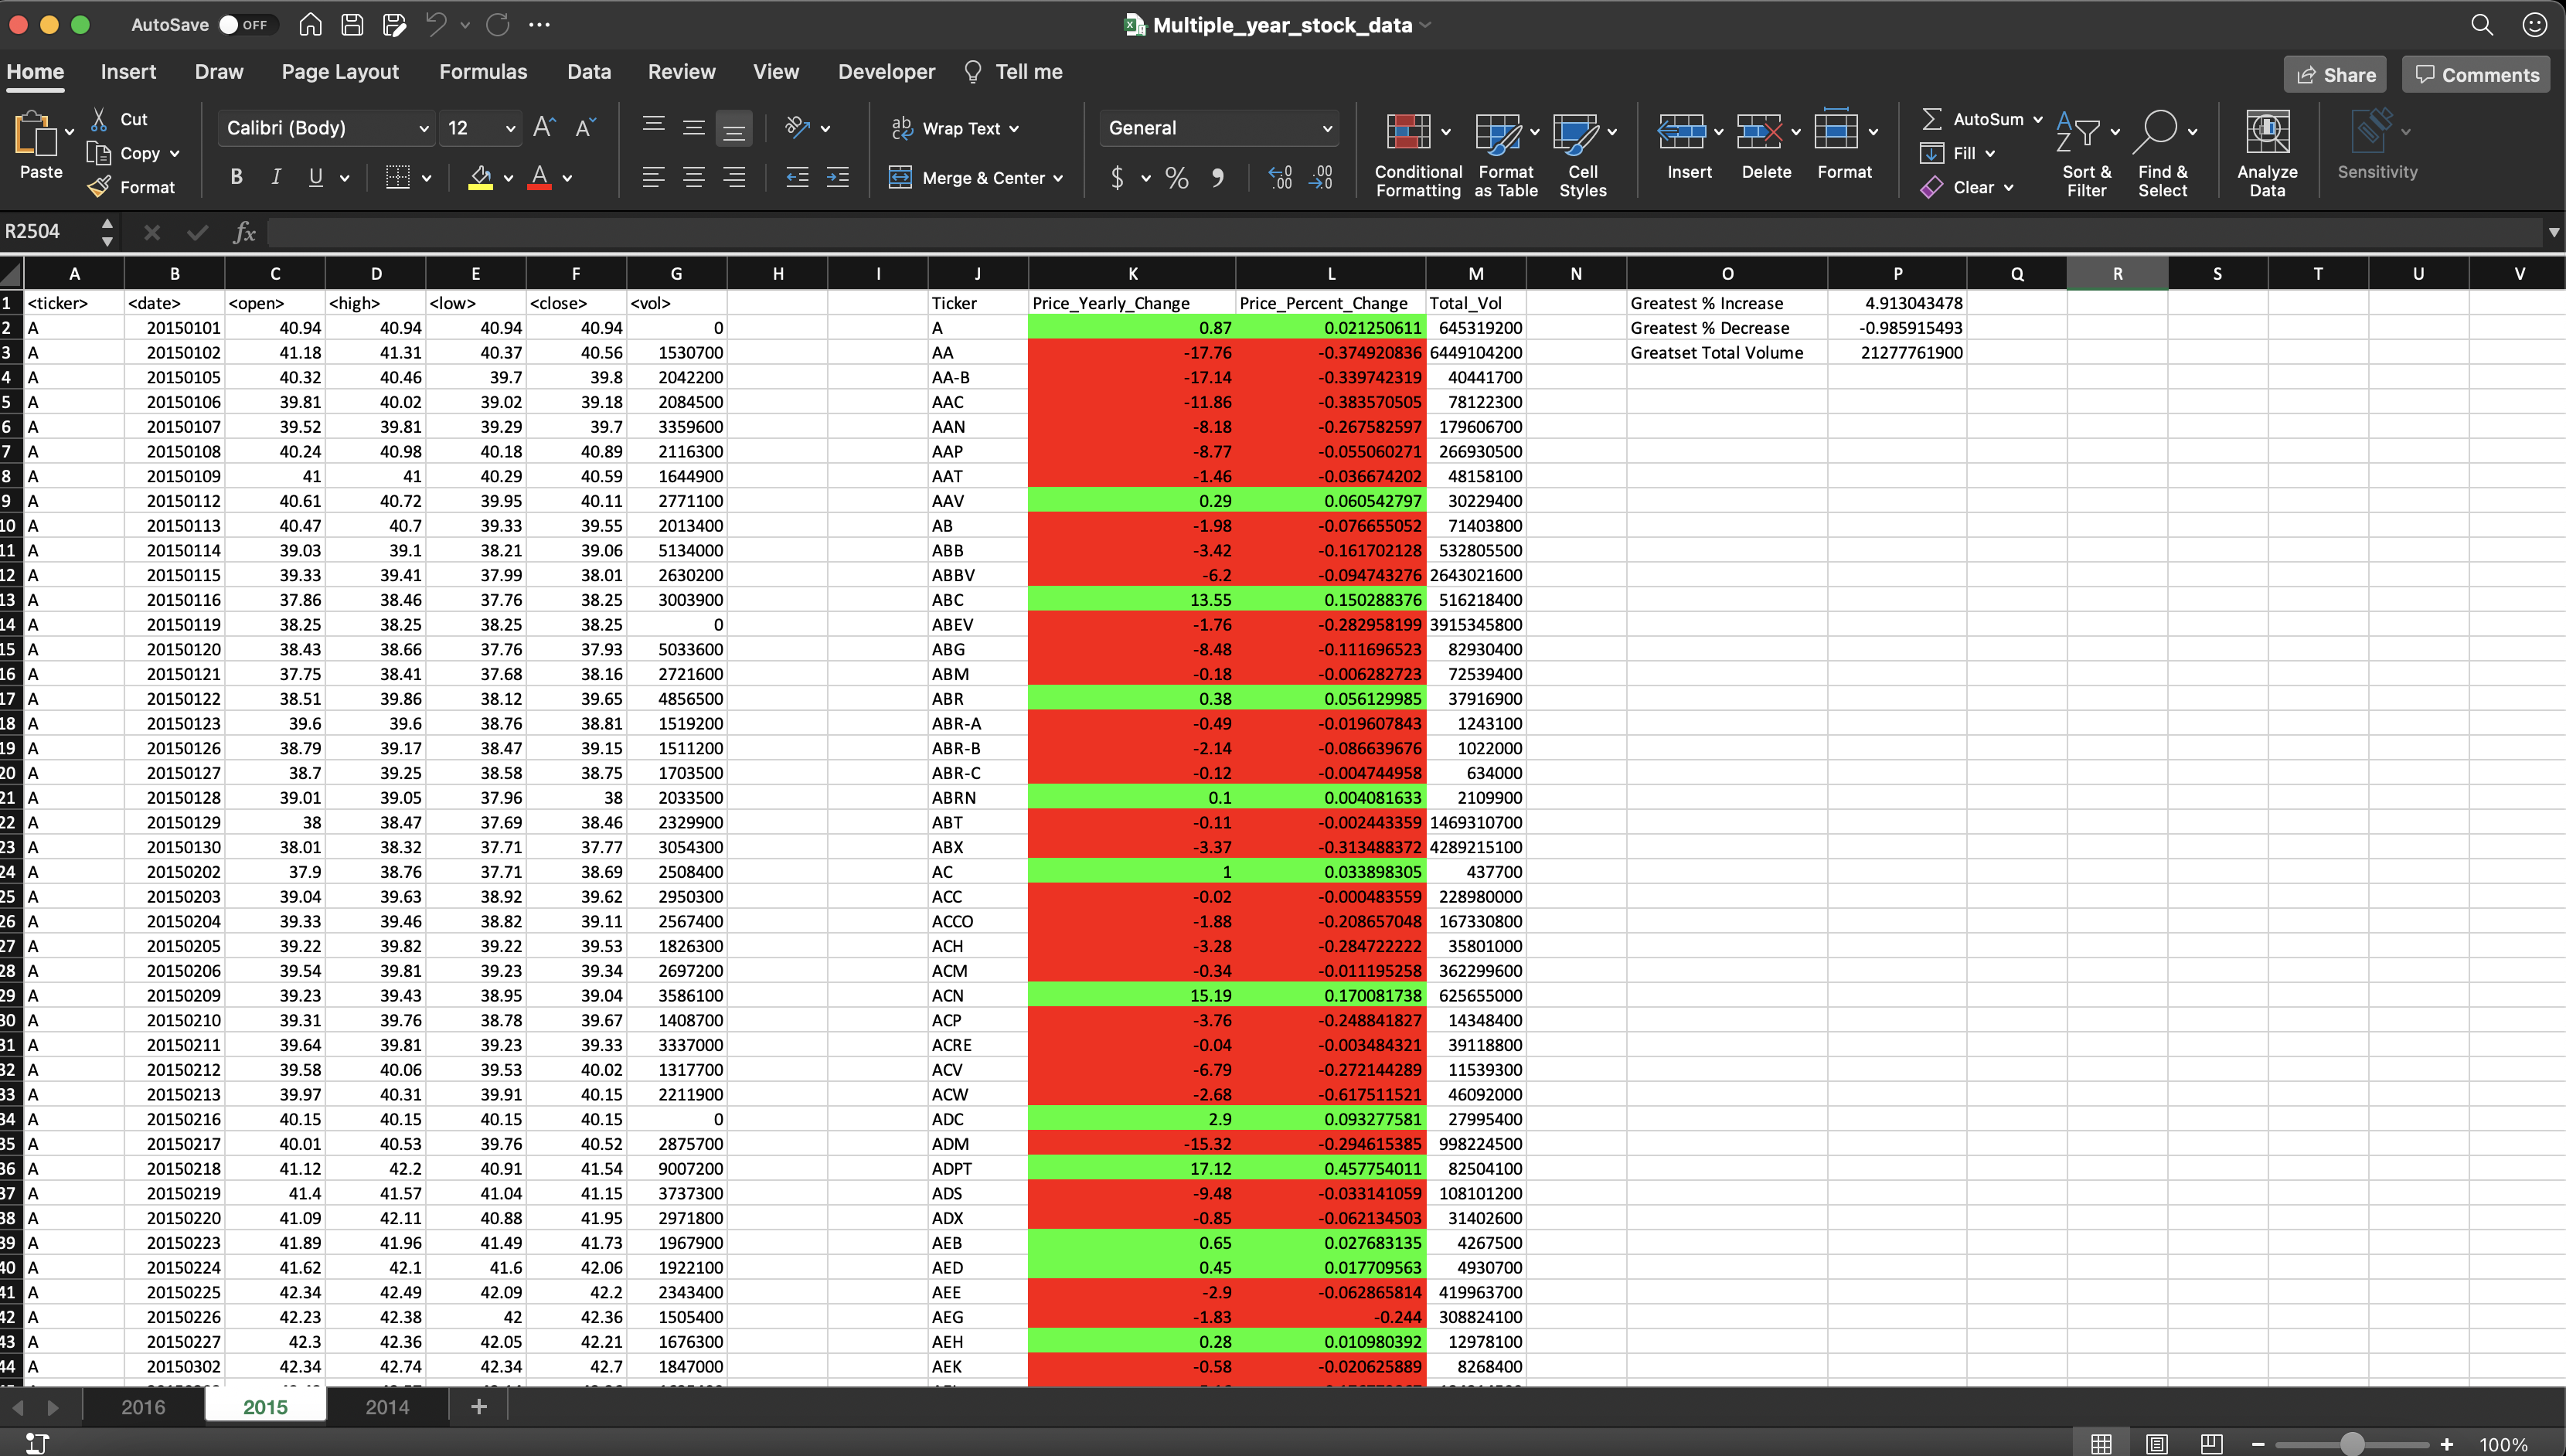 AutoSave OFF Multiple_year_stock_data
Home Insert Draw Page Layout Formulas Data Review View Developer Tell me Share Comments
Paste Cut Copy Format
Calibri (Body) 12 A^ A˅
B I U A
Wrap Text
Merge & Center
General
$ % , .00 .00
Conditional Formatting Format as Table Cell Styles
Insert Delete Format
AutoSum Fill Clear
Sort & Filter Find & Select Analyze Data Sensitivity
R2504 fx
A B C D E F G H I J K L M N O P Q R S T U V
1 <ticker> <date> <open> <high> <low> <close> <vol> Ticker Price_Yearly_Change Price_Percent_Change Total_Vol Greatest % Increase 4.913043478
2 A 20150101 40.94 40.94 40.94 40.94 0 A 0.87 0.021250611 645319200 Greatest % Decrease -0.985915493
3 A 20150102 41.18 41.31 40.37 40.56 1530700 AA -17.76 -0.374920836 6449104200 Greatset Total Volume 21277761900
4 A 20150105 40.32 40.46 39.7 39.8 2042200 AA-B -17.14 -0.339742319 40441700
5 A 20150106 39.81 40.02 39.02 39.18 2084500 AAC -11.86 -0.383570505 78122300
6 A 20150107 39.52 39.81 39.29 39.7 3359600 AAN -8.18 -0.267582597 179606700
7 A 20150108 40.24 40.98 40.18 40.89 2116300 AAP -8.77 -0.055060271 266930500
8 A 20150109 41 41 40.29 40.59 1644900 AAT -1.46 -0.036674202 48158100
9 A 20150112 40.61 40.72 39.95 40.11 2771100 AAV 0.29 0.060542797 30229400
10 A 20150113 40.47 40.7 39.33 39.55 2013400 AB -1.98 -0.076655052 71403800
11 A 20150114 39.03 39.1 38.21 39.06 5134000 ABB -3.42 -0.161702128 532805500
12 A 20150115 39.33 39.41 37.99 38.01 2630200 ABBV -6.2 -0.094743276 2643021600
13 A 20150116 37.86 38.46 37.76 38.25 3003900 ABC 13.55 0.150288376 516218400
14 A 20150119 38.25 38.25 38.25 38.25 0 ABEV -1.76 -0.282958199 3915345800
15 A 20150120 38.43 38.66 37.76 37.93 5033600 ABG -8.48 -0.111696523 82930400
16 A 20150121 37.75 38.41 37.68 38.16 2721600 ABM -0.18 -0.006282723 72539400
17 A 20150122 38.51 39.86 38.12 39.65 4856500 ABR 0.38 0.056129985 37916900
18 A 20150123 39.6 39.6 38.76 38.81 1519200 ABR-A -0.49 -0.019607843 1243100
19 A 20150126 38.79 39.17 38.47 39.15 1511200 ABR-B -2.14 -0.086639676 1022000
20 A 20150127 38.7 39.25 38.58 38.75 1703500 ABR-C -0.12 -0.004744958 634000
21 A 20150128 39.01 39.05 37.96 38 2033500 ABRN 0.1 0.004081633 2109900
22 A 20150129 38 38.47 37.69 38.46 2329900 ABT -0.11 -0.002443359 1469310700
23 A 20150130 38.01 38.32 37.71 37.77 3054300 ABX -3.37 -0.313488372 4289215100
24 A 20150202 37.9 38.76 37.71 38.69 2508400 AC 1 0.033898305 437700
25 A 20150203 39.04 39.63 38.92 39.62 2950300 ACC -0.02 -0.000483559 228980000
26 A 20150204 39.33 39.46 38.82 39.11 2567400 ACCO -1.88 -0.208657048 167330800
27 A 20150205 39.22 39.82 39.22 39.53 1826300 ACH -3.28 -0.284722222 35801000
28 A 20150206 39.54 39.81 39.23 39.34 2697200 ACM -0.34 -0.011195258 362299600
29 A 20150209 39.23 39.43 38.95 39.04 3586100 ACN 15.19 0.170081738 625655000
30 A 20150210 39.31 39.76 38.78 39.67 1408700 ACP -3.76 -0.248841827 14348400
31 A 20150211 39.64 39.81 39.23 39.33 3337000 ACRE -0.04 -0.003484321 39118800
32 A 20150212 39.58 40.06 39.53 40.02 1317700 ACV -6.79 -0.272144289 11539300
33 A 20150213 39.97 40.31 39.91 40.15 2211900 ACW -2.68 -0.617511521 46092000
34 A 20150216 40.15 40.15 40.15 40.15 0 ADC 2.9 0.093277581 27995400
35 A 20150217 40.01 40.53 39.76 40.52 2875700 ADM -15.32 -0.294615385 998224500
36 A 20150218 41.12 42.2 40.91 41.54 9007200 ADPT 17.12 0.457754011 82504100
37 A 20150219 41.4 41.57 41.04 41.15 3737300 ADS -9.48 -0.033141059 108101200
38 A 20150220 41.09 42.11 40.88 41.95 2971800 ADX -0.85 -0.062134503 31402600
39 A 20150223 41.89 41.96 41.49 41.73 1967900 AEB 0.65 0.027683135 4267500
40 A 20150224 41.62 42.1 41.6 42.06 1922100 AED 0.45 0.017709563 4930700
41 A 20150225 42.34 42.49 42.09 42.2 2343400 AEE -2.9 -0.062865814 419963700
42 A 20150226 42.23 42.38 42 42.36 1505400 AEG -1.83 -0.244 308824100
43 A 20150227 42.3 42.36 42.05 42.21 1676300 AEH 0.28 0.010980392 12978100
44 A 20150302 42.34 42.74 42.34 42.7 1847000 AEK -0.58 -0.020625889 8268400
2016 2015 2014 +
100%